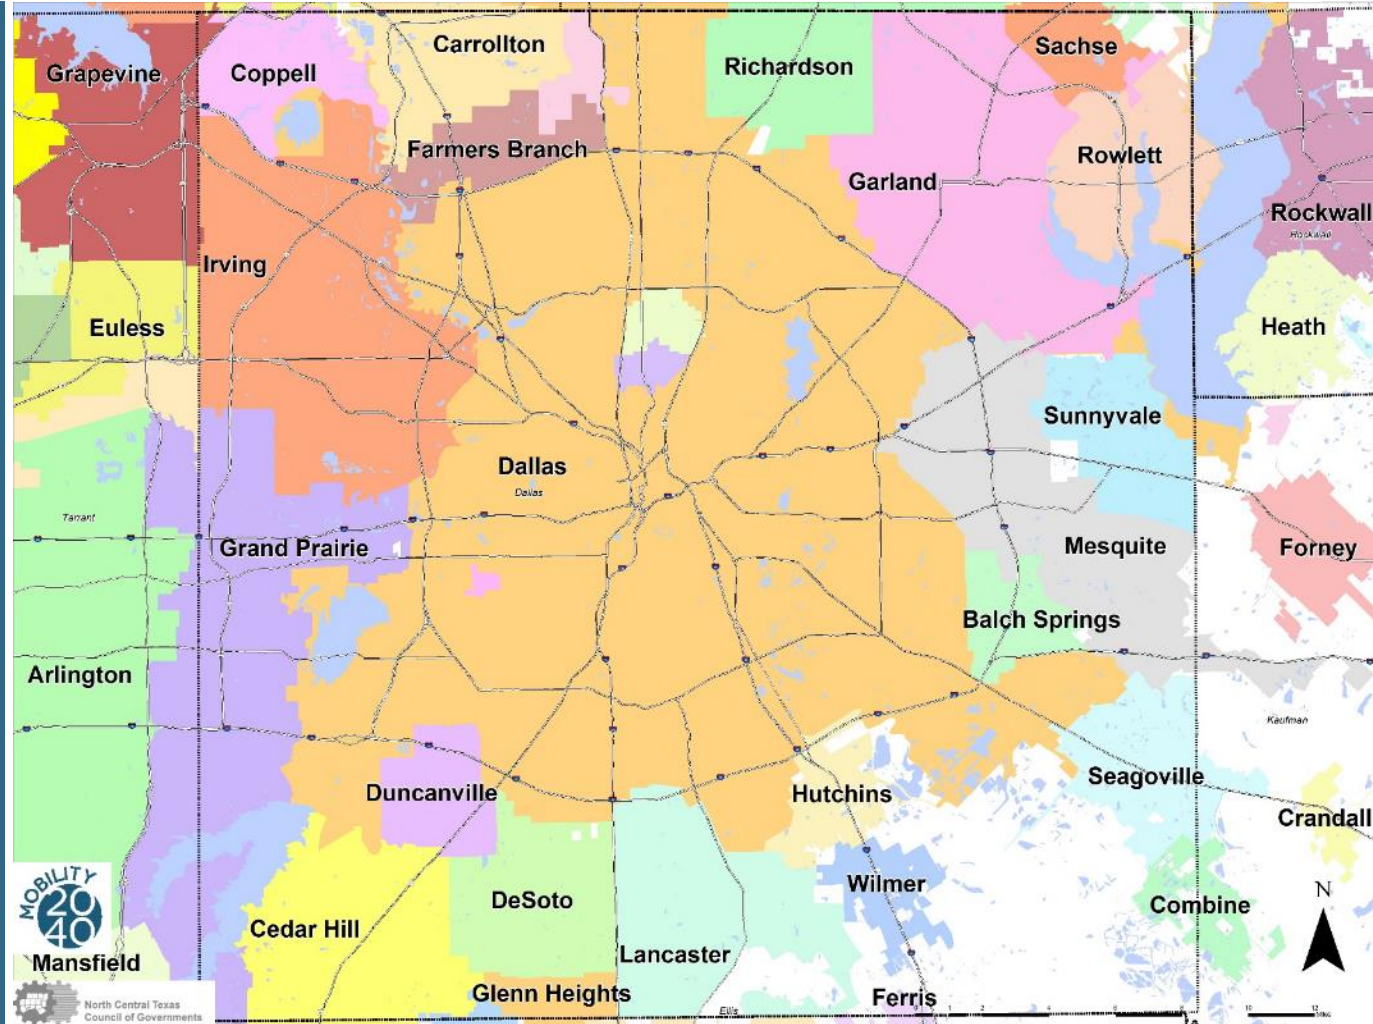 Carrollton
Sachse
Grapevine
Coppell
Richardson
Farmers Branch
Rowlett
Garland
Rockwall
Rockwall
Irving
Euless
Heath
Sunnyvale
Dallas
Dallas
Tarrant
Grand Prairie
Mesquite
Forney
Balch Springs
Arlington
Kaufman
Seagoville
Duncanville
Hutchins
Crandall
MOBILITY
20
40
Wilmer
N
DeSoto
Combine
Cedar Hill
Lancaster
Mansfield
Glenn Heights
Ferris
North Central Texas
Council of Governments
Ellis